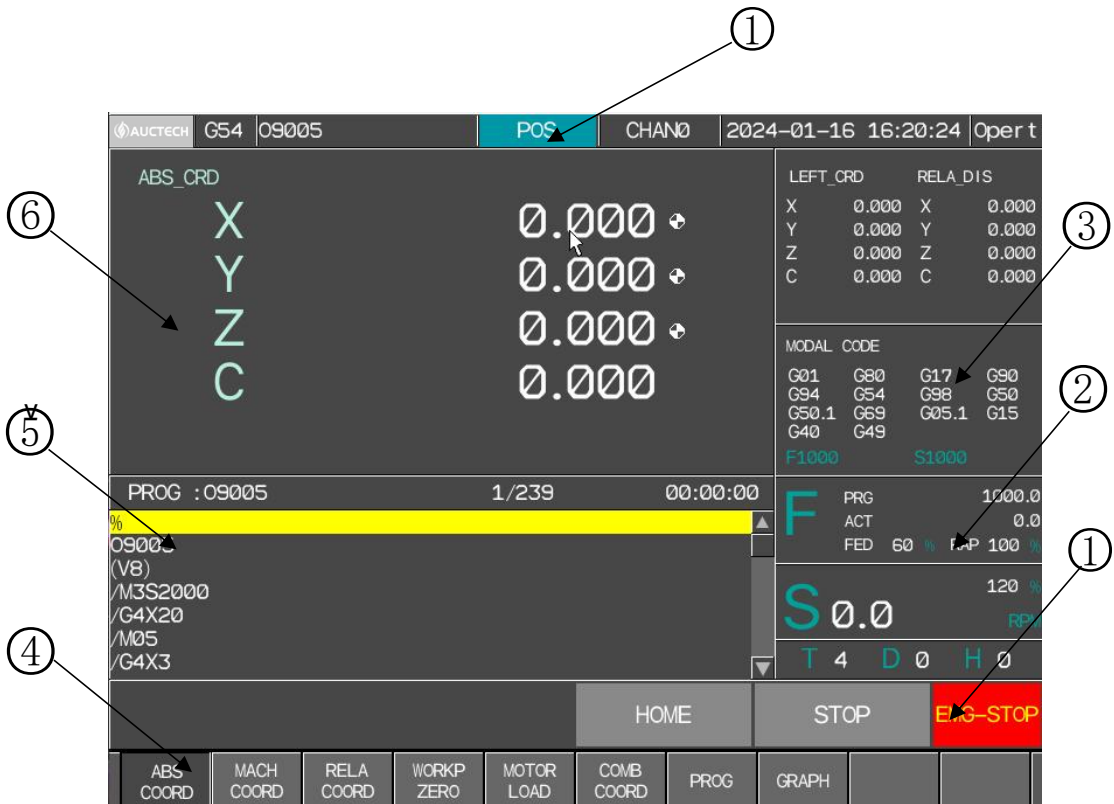 ①
AUCTECH G54 O9005 POS CHAN0 2024-01-16 16:20:24 Opert
ABS_CRD
X 0.000
Y 0.000
Z 0.000
C 0.000
LEFT_CRD RELA_DIS
X 0.000 X 0.000
Y 0.000 Y 0.000
Z 0.000 Z 0.000
C 0.000 C 0.000
⑥
③
MODAL CODE
G01 G80 G17 G90
G94 G54 G98 G50
G50.1 G69 G05.1 G15
G40 G49
F1000 S1000
②
⑤
PROG :O9005 1/239 00:00:00
%
O9005
(V8)
/M3S2000
/G4X20
/M05
/G4X3
F PRG 1000.0
ACT 0.0
FED 60 % RAP 100 %
①
S 0.0 120 %
RPM
T 4 D 0 H 0
④
HOME STOP EMG-STOP
ABS COORD
MACH COORD
RELA COORD
WORKP ZERO
MOTOR LOAD
COMB COORD
PROG
GRAPH